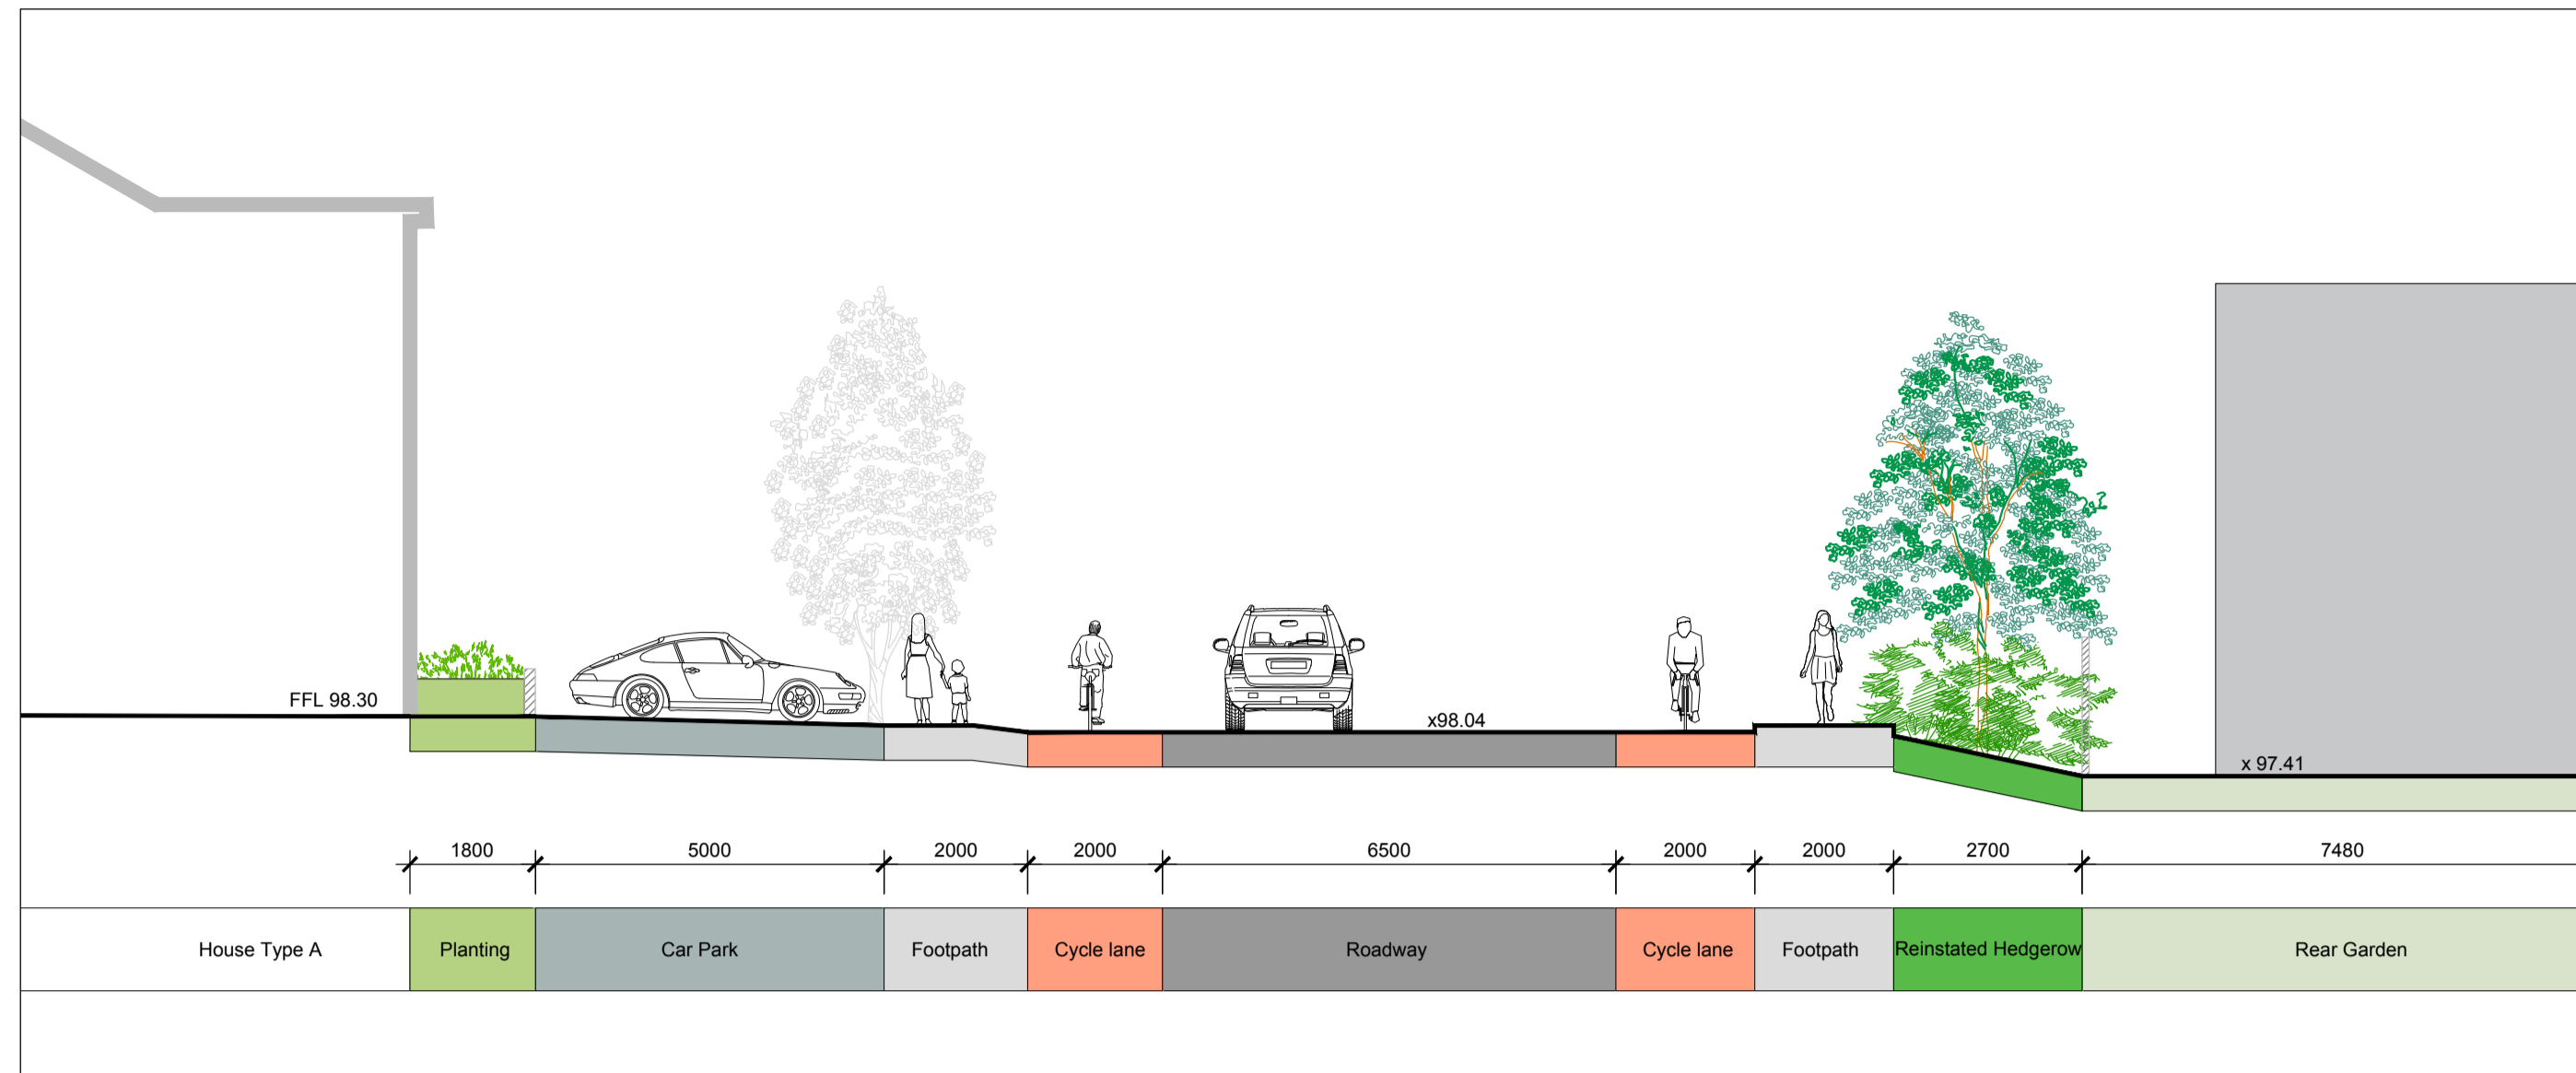 FFL 98.30
x98.04
x 97.41
1800 5000 2000 2000 6500 2000 2000 2700 7480
House Type A Planting Car Park Footpath Cycle lane Roadway Cycle lane Footpath Reinstated Hedgerow Rear Garden